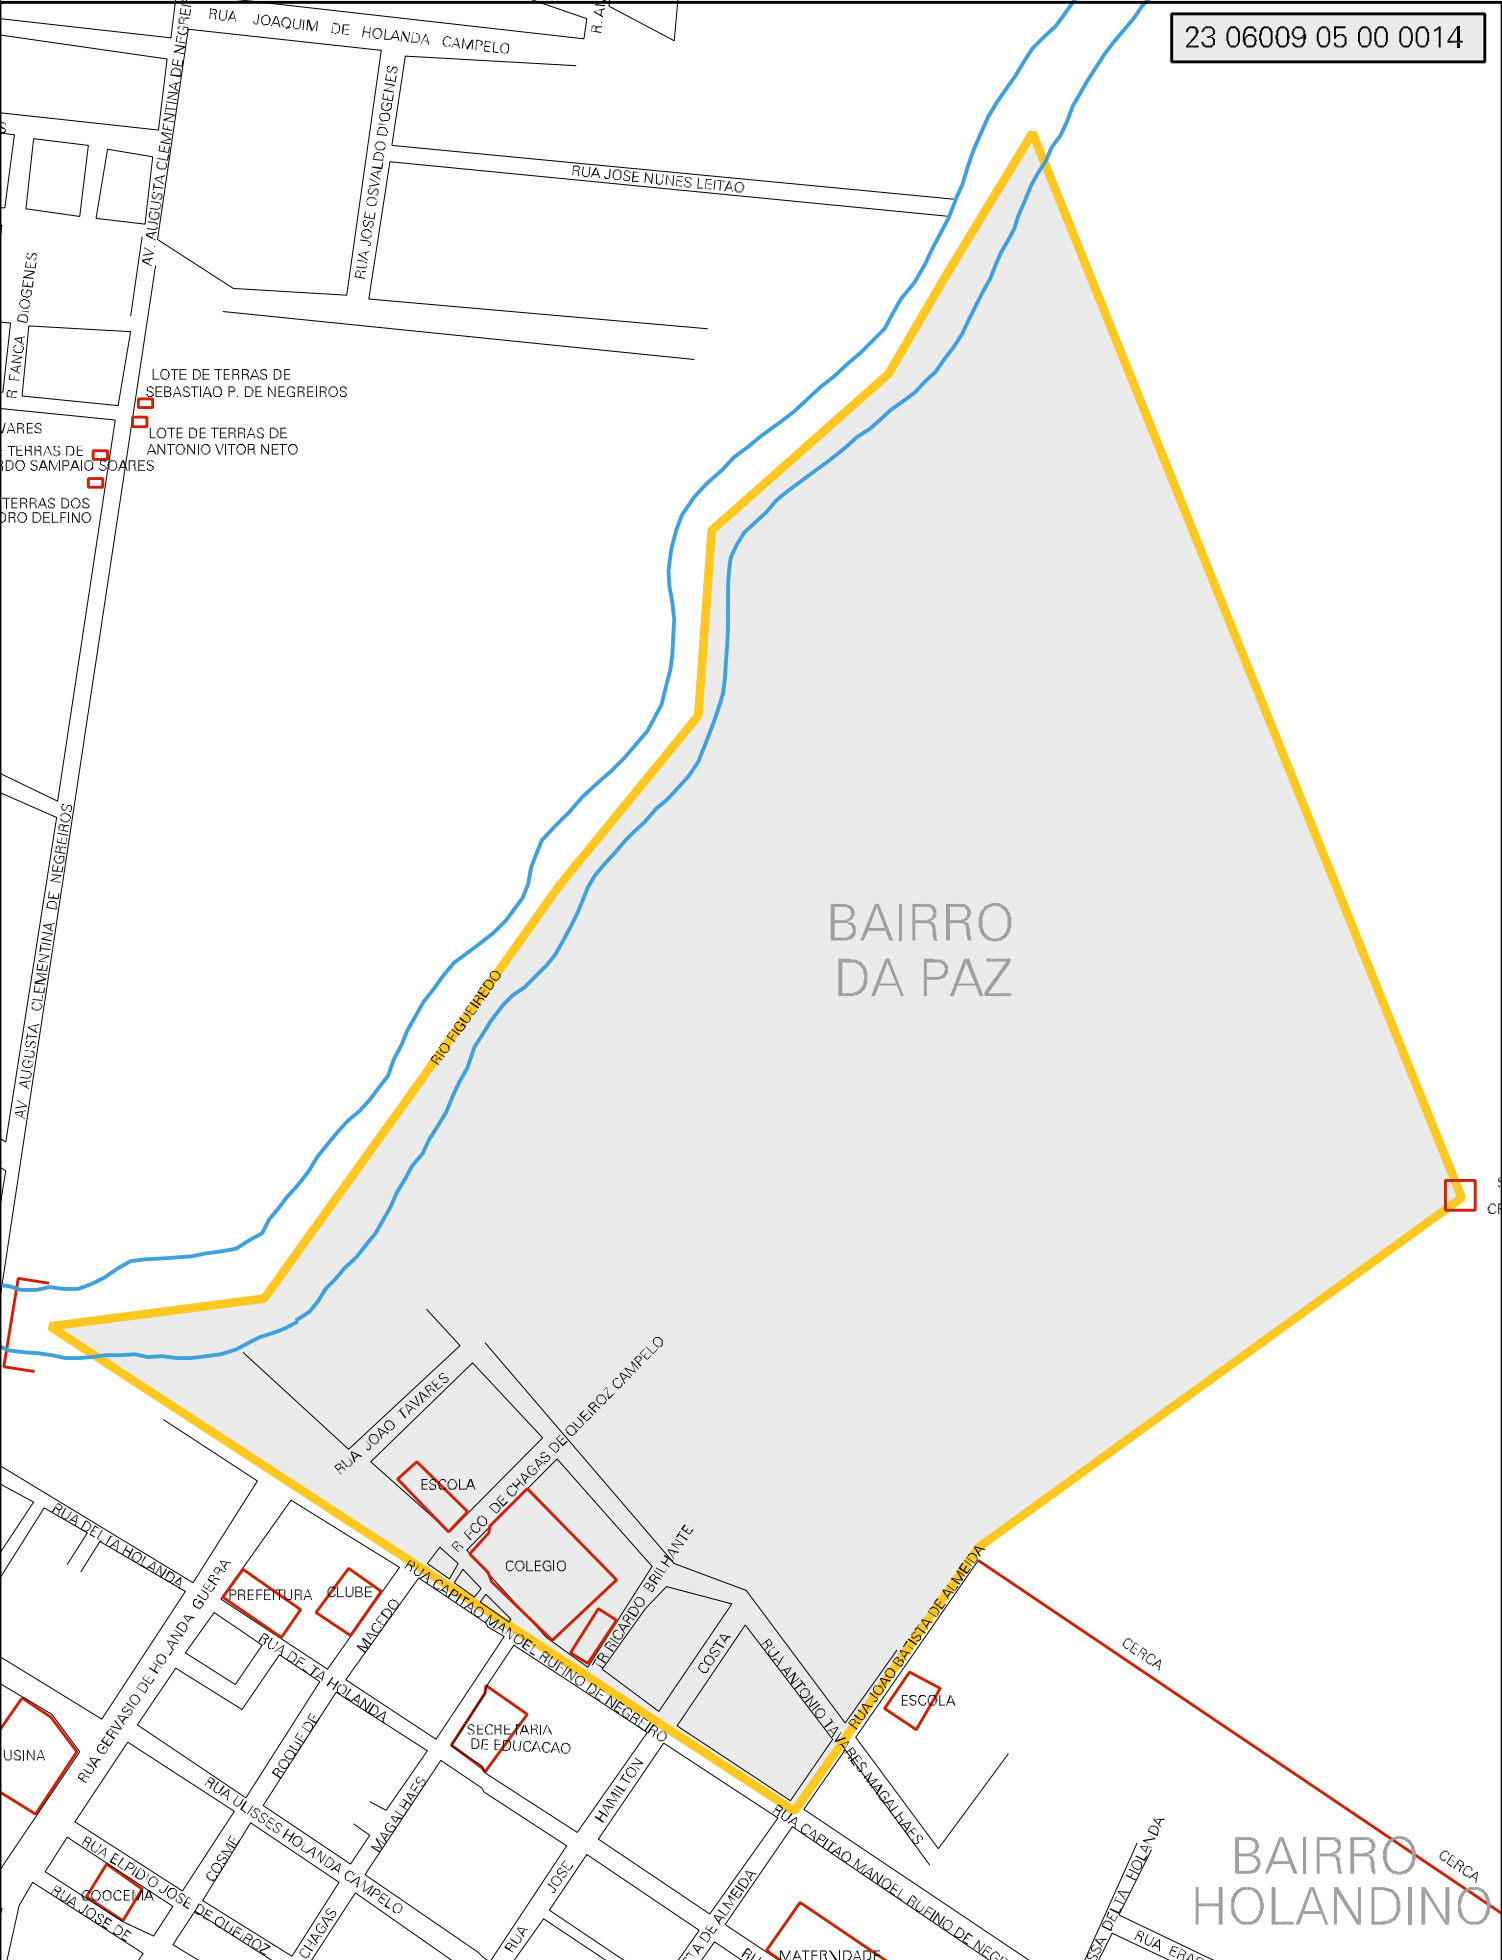 23 06009 05 00 0014
RUA JOAQUIM DE HOLANDA CAMPELO
AV. AUGUSTA CLEMENTINA DE
RUA JOSE OSVALDO DIOGENES
RUA JOSE NUNES LEITAO
R FANCA DIOGENES
LOTE DE TERRAS DE
SEBASTIAO P. DE NEGREIROS
LOTE DE TERRAS DE
ANTONIO VITOR NETO
TERRAS DE
SAMPAIO SOARES
TERRAS DOS
DELFINO
AV AUGUSTA CLEMENTINA DE NEGREIROS
BAIRRO
DA PAZ
RIO FIGUEIREDO
RUA JOAO TAVARES
R FCO DE CHAGAS DE QUEIROZ CAMPELO
ESCOLA
COLEGIO
R RICARDO BRILHANTE
RUA CAPITAO MANOEL RUFINO DE NEGREIRO
COSTA
RUA ANTONIO TAVARES MAGALHAES
RUA JOAO BATISTA DE ALMEIDA
ESCOLA
CERCA
RUA DELTA HOLANDA
PREFEITURA
CLUBE
MACEDO
RUA DELTA HOLANDA
RUA GERVASIO DE HOLANDA GUERRA
SECRETARIA
DE EDUCACAO
USINA
ROQUE DE
HAMILTON
MAGALHAES
RUA ULISSES HOLANDA CAMPELO
RUA CAPITAO MANOEL RUFINO DE
RUA ELPIDIO JOSE DE QUEIROZ
COSME
COOCEMA
RUA JOSE DE
CHAGAS
JOSE
RUA
DE ALMEIDA
MATERNIDADE
DELTA HOLANDA
RUA
BAIRRO
HOLANDINO
CERCA